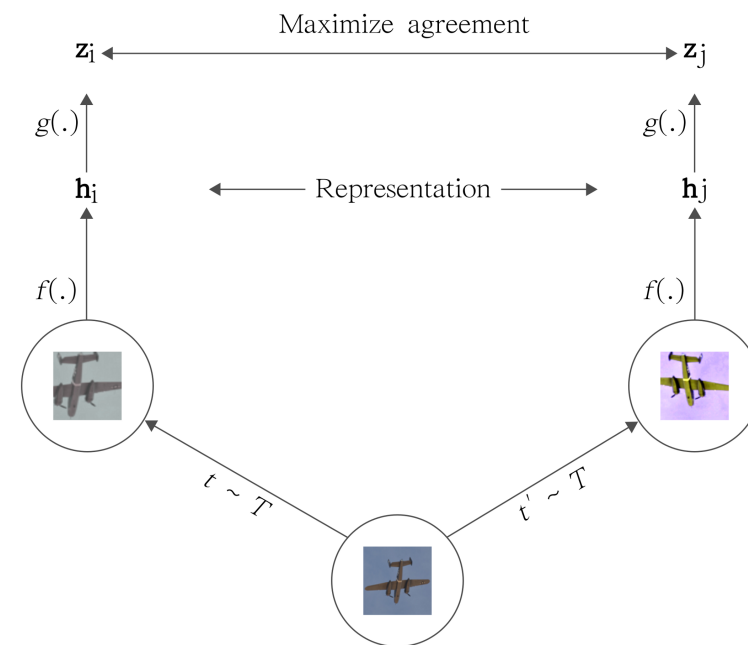 Maximize agreement
zi
zj
g(.)
g(.)
hi
Representation
hj
f(.)
f(.)
t ~ T
t' ~ T